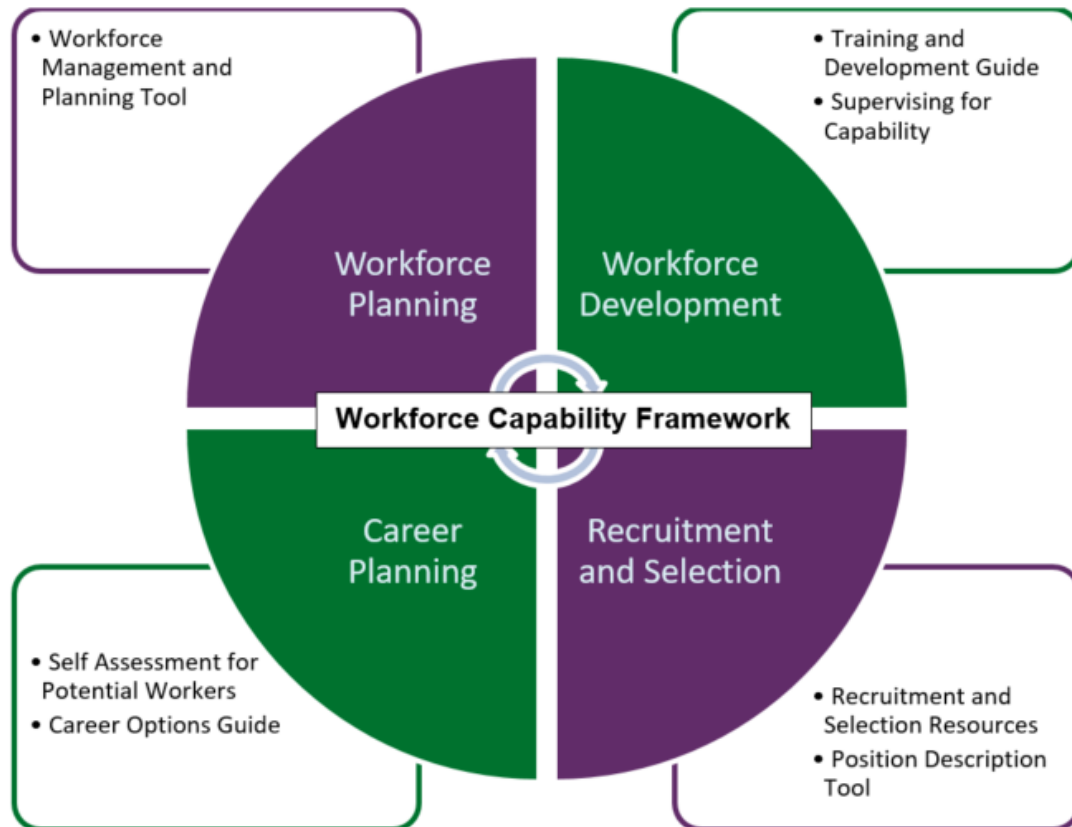 • Workforce
Management and
Planning Tool
• Training and
Development Guide
• Supervising for
Capability
Workforce
Planning
Workforce
Development
Workforce Capability Framework
Career
Planning
Recruitment
and Selection
• Self Assessment for
Potential Workers
• Career Options Guide
• Recruitment and
Selection Resources
• Position Description
Tool